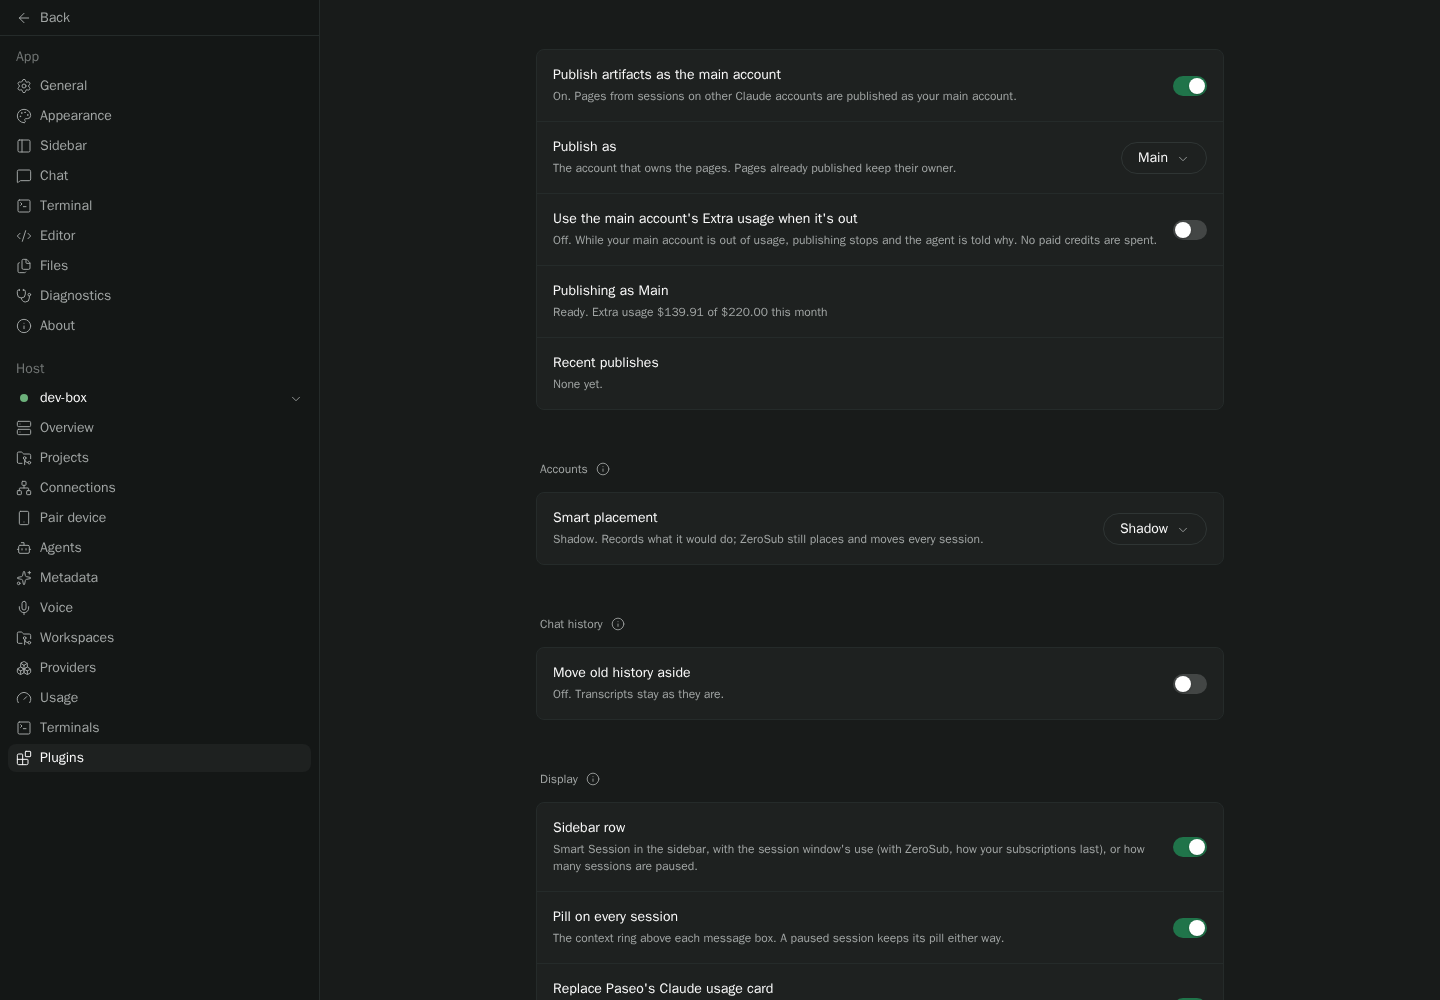 Back
App
General
Appearance
Sidebar
Chat
Terminal
Editor
Files
Diagnostics
About
Host
dev-box
Overview
Projects
Connections
Pair device
Agents
Metadata
Voice
Workspaces
Providers
Usage
Terminals
Plugins
Publish artifacts as the main account
On. Pages from sessions on other Claude accounts are published as your main account.
Publish as
The account that owns the pages. Pages already published keep their owner.
Main
Use the main account's Extra usage when it's out
Off. While your main account is out of usage, publishing stops and the agent is told why. No paid credits are spent.
Publishing as Main
Ready. Extra usage $139.91 of $220.00 this month
Recent publishes
None yet.
Accounts
Smart placement
Shadow. Records what it would do; ZeroSub still places and moves every session.
Shadow
Chat history
Move old history aside
Off. Transcripts stay as they are.
Display
Sidebar row
Smart Session in the sidebar, with the session window's use (with ZeroSub, how your subscriptions last), or how
many sessions are paused.
Pill on every session
The context ring above each message box. A paused session keeps its pill either way.
Replace Paseo's Claude usage card